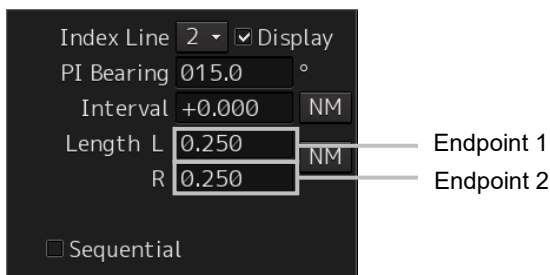 Index Line 2 Display
PI Bearing 015.0 °
Interval +0.000 NM
Length L 0.250 NM Endpoint 1
R 0.250 Endpoint 2
Sequential